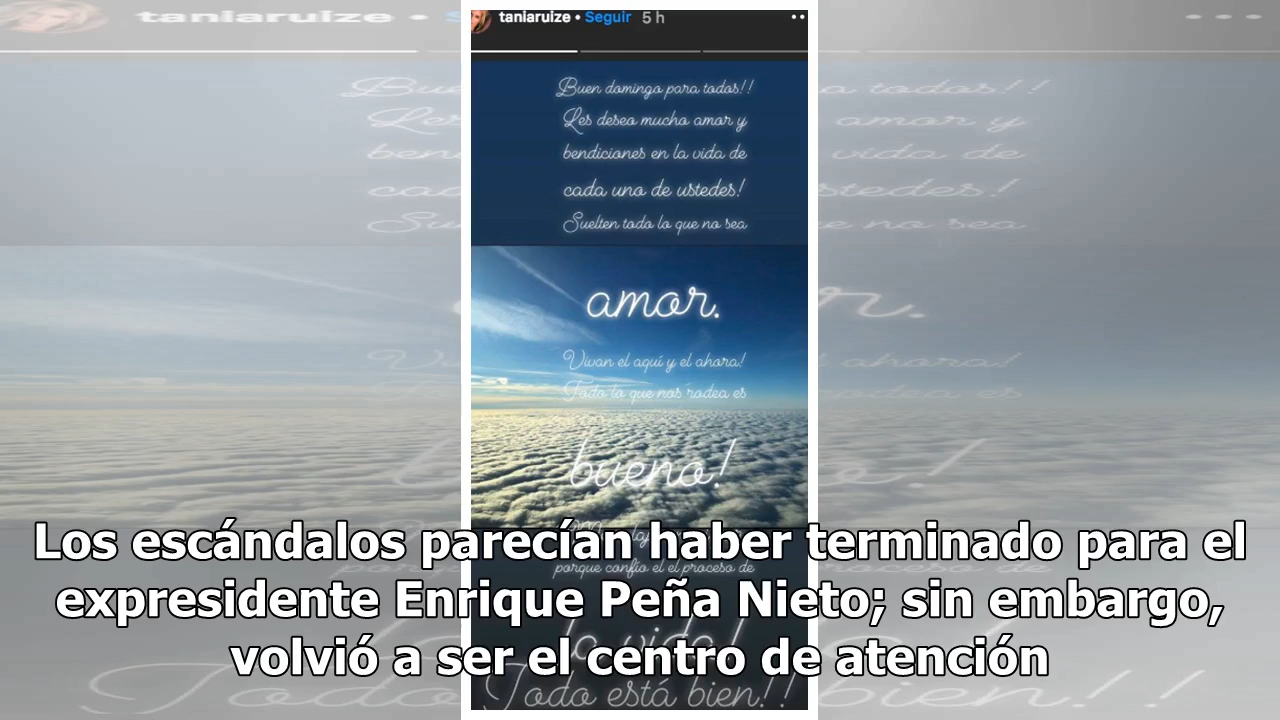 taniaruize • Seguir 5 h
Buen domingo para todos!!
Les deseo mucho amor y
bendiciones en la vida de
cada uno de ustedes!
Suelten todo lo que no sea
amor.
Vivan el aquí y el ahora!
Todo lo que nos rodea es
bueno!
porque confío el el proceso de
la vida!
Todo está bien!!
Los escándalos parecían haber terminado para el
expresidente Enrique Peña Nieto; sin embargo,
volvió a ser el centro de atención